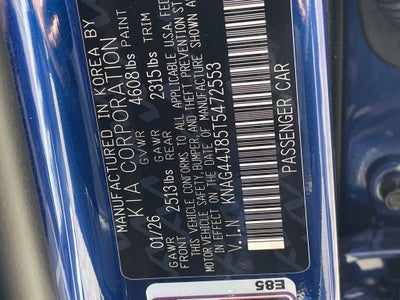 MANUFACTURED IN KOREA BY
KIA CORPORATION
01/26 GVWR 4608lbs PAINT
GAWR 2513lbs GAWR REAR 2315lbs TRIM
THIS VEHICLE CONFORMS TO ALL APPLICABLE U.S.A FED
MOTOR VEHICLE SAFETY, BUMPER AND THEFT PREVENTION ST
IN EFFECT ON THE DATE OF MANUFACTURE SHOWN A
V.I.N KNAG44J85T5472553
PASSENGER CAR
E85